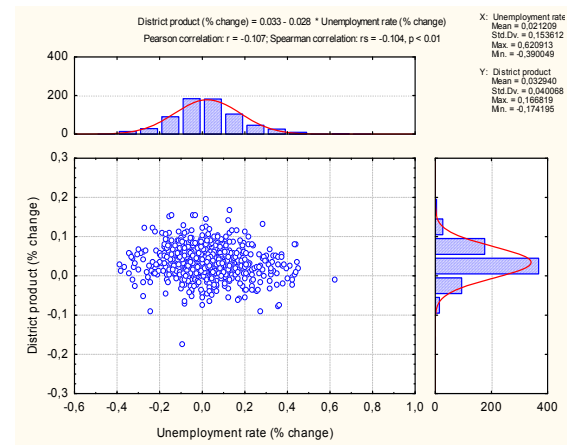 District product (% change) = 0.033 - 0.028 * Unemployment rate (% change)
Pearson correlation: r = -0.107; Spearman correlation: rs = -0.104, p < 0.01
X: Unemployment rate
Mean = 0,021209
Std.Dv. = 0,153612
Max. = 0,620913
Min. = -0,390049
Y: District product
Mean = 0,032940
Std.Dv. = 0,040068
Max. = 0,166819
Min. = -0,174195
400
200
0
0,3
0,2
0,1
0,0
-0,1
-0,2
-0,3
District product (% change)
-0,6 -0,4 -0,2 0,0 0,2 0,4 0,6 0,8 1,0
0 200 400
Unemployment rate (% change)